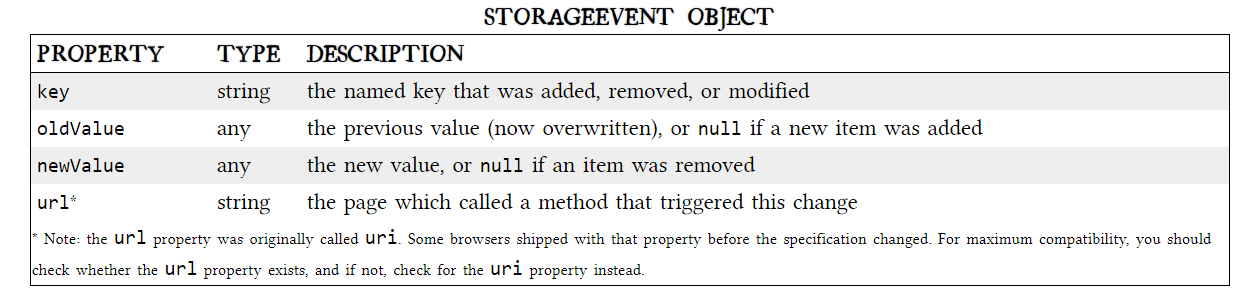 STORAGEEVENT OBJECT
PROPERTY TYPE DESCRIPTION
key string the named key that was added, removed, or modified
oldValue any the previous value (now overwritten), or null if a new item was added
newValue any the new value, or null if an item was removed
url* string the page which called a method that triggered this change
* Note: the url property was originally called uri. Some browsers shipped with that property before the specification changed. For maximum compatibility, you should
check whether the url property exists, and if not, check for the uri property instead.